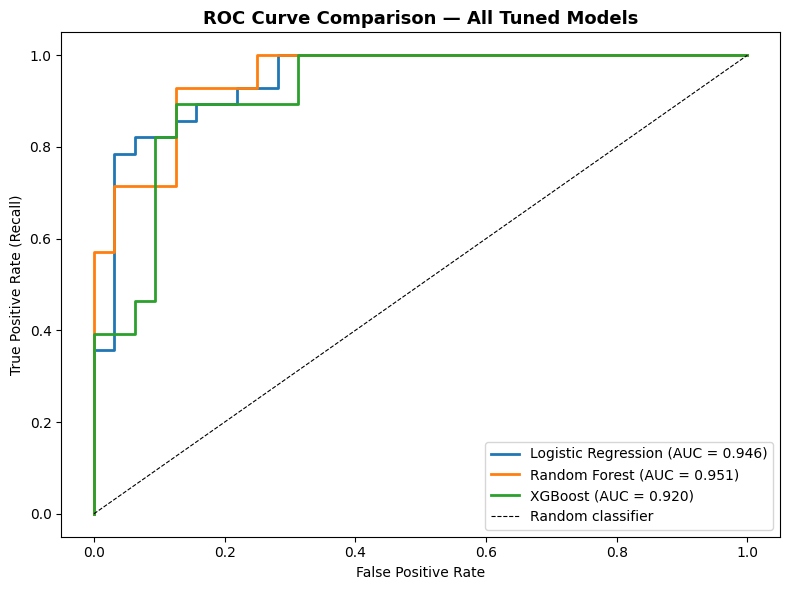 ROC Curve Comparison — All Tuned Models
True Positive Rate (Recall)
1.0
0.8
0.6
0.4
0.2
0.0
0.0 0.2 0.4 0.6 0.8 1.0
False Positive Rate
Logistic Regression (AUC = 0.946)
Random Forest (AUC = 0.951)
XGBoost (AUC = 0.920)
Random classifier